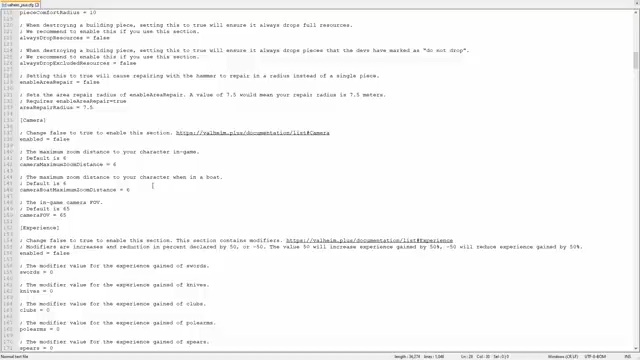 valheim_plus.cfg
pieceComfortRadius = 10
; When destroying a building piece, setting this to true will ensure it always drops full resources.
; We recommend to enable this if you use this section.
alwaysDropResources = false
; When destroying a building piece, setting this to true will ensure it always drops pieces that the devs have marked as "do not drop".
; We recommend to enable this if you use this section.
alwaysDropExcludedResources = false
; Setting this to true will cause repairing with the hammer to repair in a radius instead of a single piece.
enableAreaRepair = false
; Sets the area repair radius of enableAreaRepair. A value of 7.5 would mean your repair radius is 7.5 meters.
; Requires enableAreaRepair=true
areaRepairRadius = 7.5
[Camera]
; Change false to true to enable this section. https://valheim.plus/documentation/list#Camera
enabled = false
; The maximum zoom distance to your character in-game.
; Default is 6
cameraMaximumZoomDistance = 6
; The maximum zoom distance to your character when in a boat.
; Default is 6
cameraBoatMaximumZoomDistance = 6
; The in-game camera FOV.
; Default is 65
cameraFOV = 65
[Experience]
; Change false to true to enable this section. This section contains modifiers. https://valheim.plus/documentation/list#Experience
; Modifiers are increases and reduction in percent declared by 50, or -50. The value 50 will increase experience gained by 50%, -50 will reduce experience gained by 50%.
enabled = false
; The modifier value for the experience gained of swords.
swords = 0
; The modifier value for the experience gained of knives.
knives = 0
; The modifier value for the experience gained of clubs.
clubs = 0
; The modifier value for the experience gained of polearms.
polearms = 0
; The modifier value for the experience gained of spears.
spears = 0
Normal text file
Windows (CR LF)
UTF-8
INS